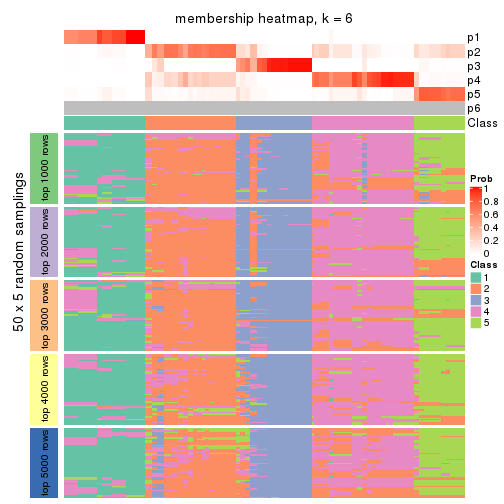 membership heatmap, k = 6
p1
p2
p3
p4
p5
p6
Class
50 x 5 random samplings
top 1000 rows
top 2000 rows
top 3000 rows
top 4000 rows
top 5000 rows
Prob
1
0.8
0.6
0.4
0.2
0
Class
1
2
3
4
5